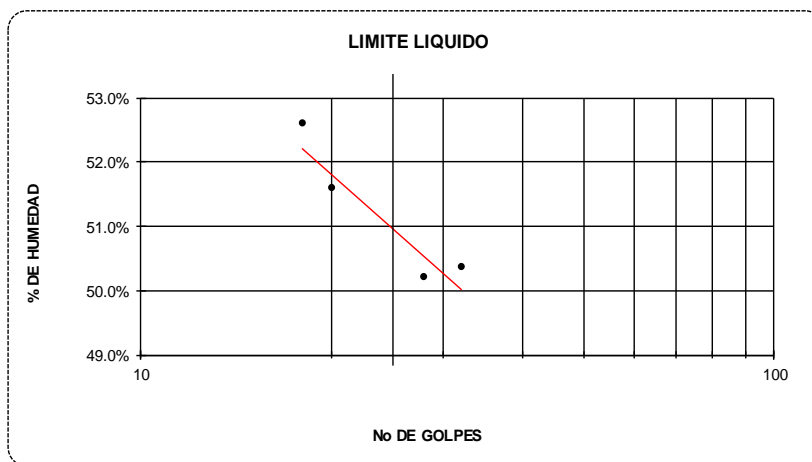 LIMITE LIQUIDO
53.0%
52.0%
51.0%
50.0%
49.0%
% DE HUMEDAD
10
100
No DE GOLPES